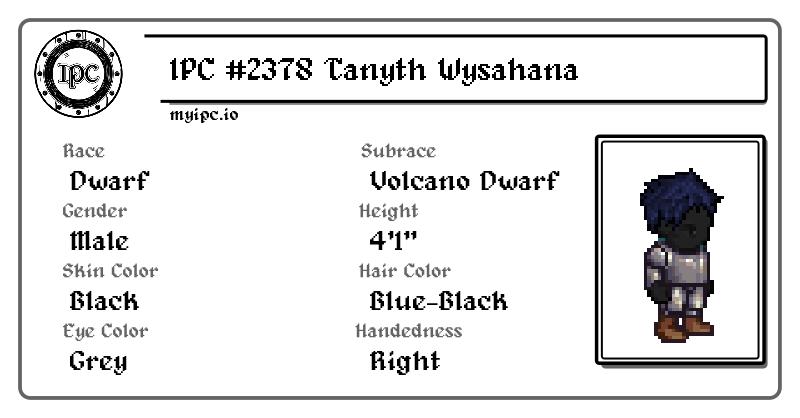 IPC
IPC #2378 Tanyth Wysahana
myipc.io
Race
Dwarf
Subrace
Volcano Dwarf
Gender
Male
Height
4'1"
Skin Color
Black
Hair Color
Blue-Black
Eye Color
Grey
Handedness
Right